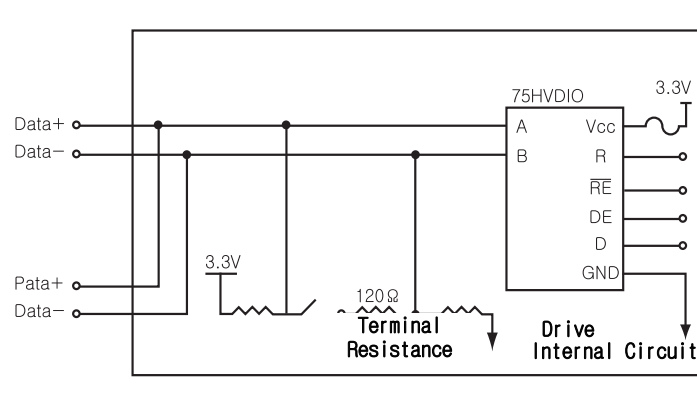 3.3V
75HVDIO
Data+
A
Vcc
Data-
B
R
RE
DE
D
3.3V
GND
Pata+
120Ω
Data-
Terminal
Resistance
Drive
Internal Circuit